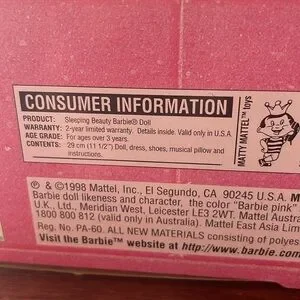 CONSUMER INFORMATION
PRODUCT: Sleeping Beauty Barbie® Doll
WARRANTY: 2-year limited warranty. Details inside. Valid only in U.S.A.
AGE GRADE: For ages over 3 years.
CONTENTS: 29 cm (11 1/2") Doll, dress, shoes, musical pillow and
instructions.
MATTY MATTEL™ toys
® & ©1998 Mattel, Inc., El Segundo, CA 90245 U.S.A. M
Barbie doll likeness and character, the color "Barbie pink"
U.K., Ltd., Meridian West, Leicester LE3 2WT. Mattel Austra
1800 800 812 (valid only in Australia). Mattel East Asia Lim
Reg. No. PA-60. ALL NEW MATERIALS consisting of polyes
Visit the Barbie™ website at http://www.barbie.com